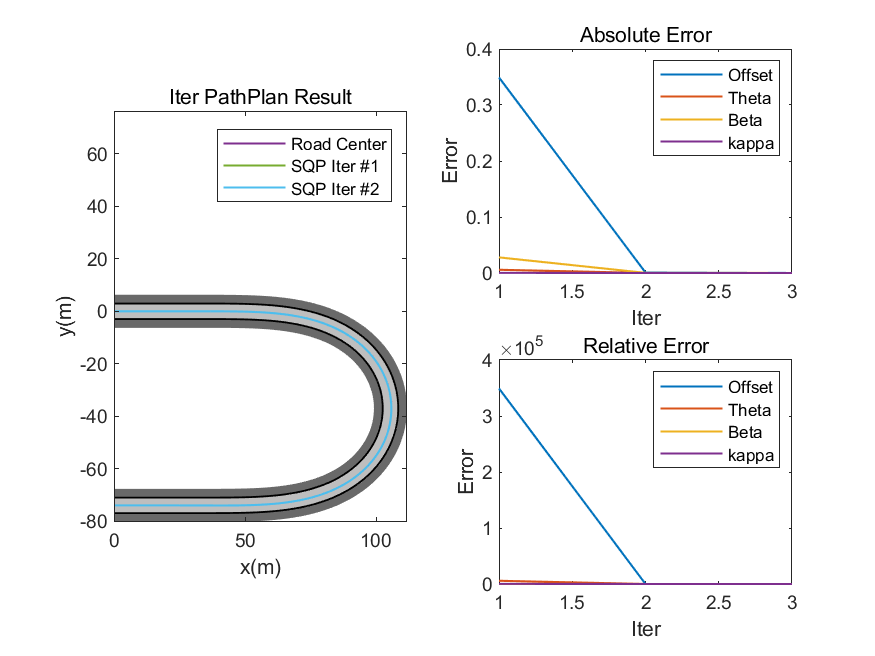 Iter PathPlan Result
Road Center
SQP Iter #1
SQP Iter #2
60
40
20
0
-20
-40
-60
-80
0
50
100
y(m)
x(m)
Absolute Error
Offset
Theta
Beta
kappa
0.4
0.3
0.2
0.1
0
1
1.5
2
2.5
3
Error
Iter
Relative Error
×10^5
Offset
Theta
Beta
kappa
4
3
2
1
0
1
1.5
2
2.5
3
Error
Iter